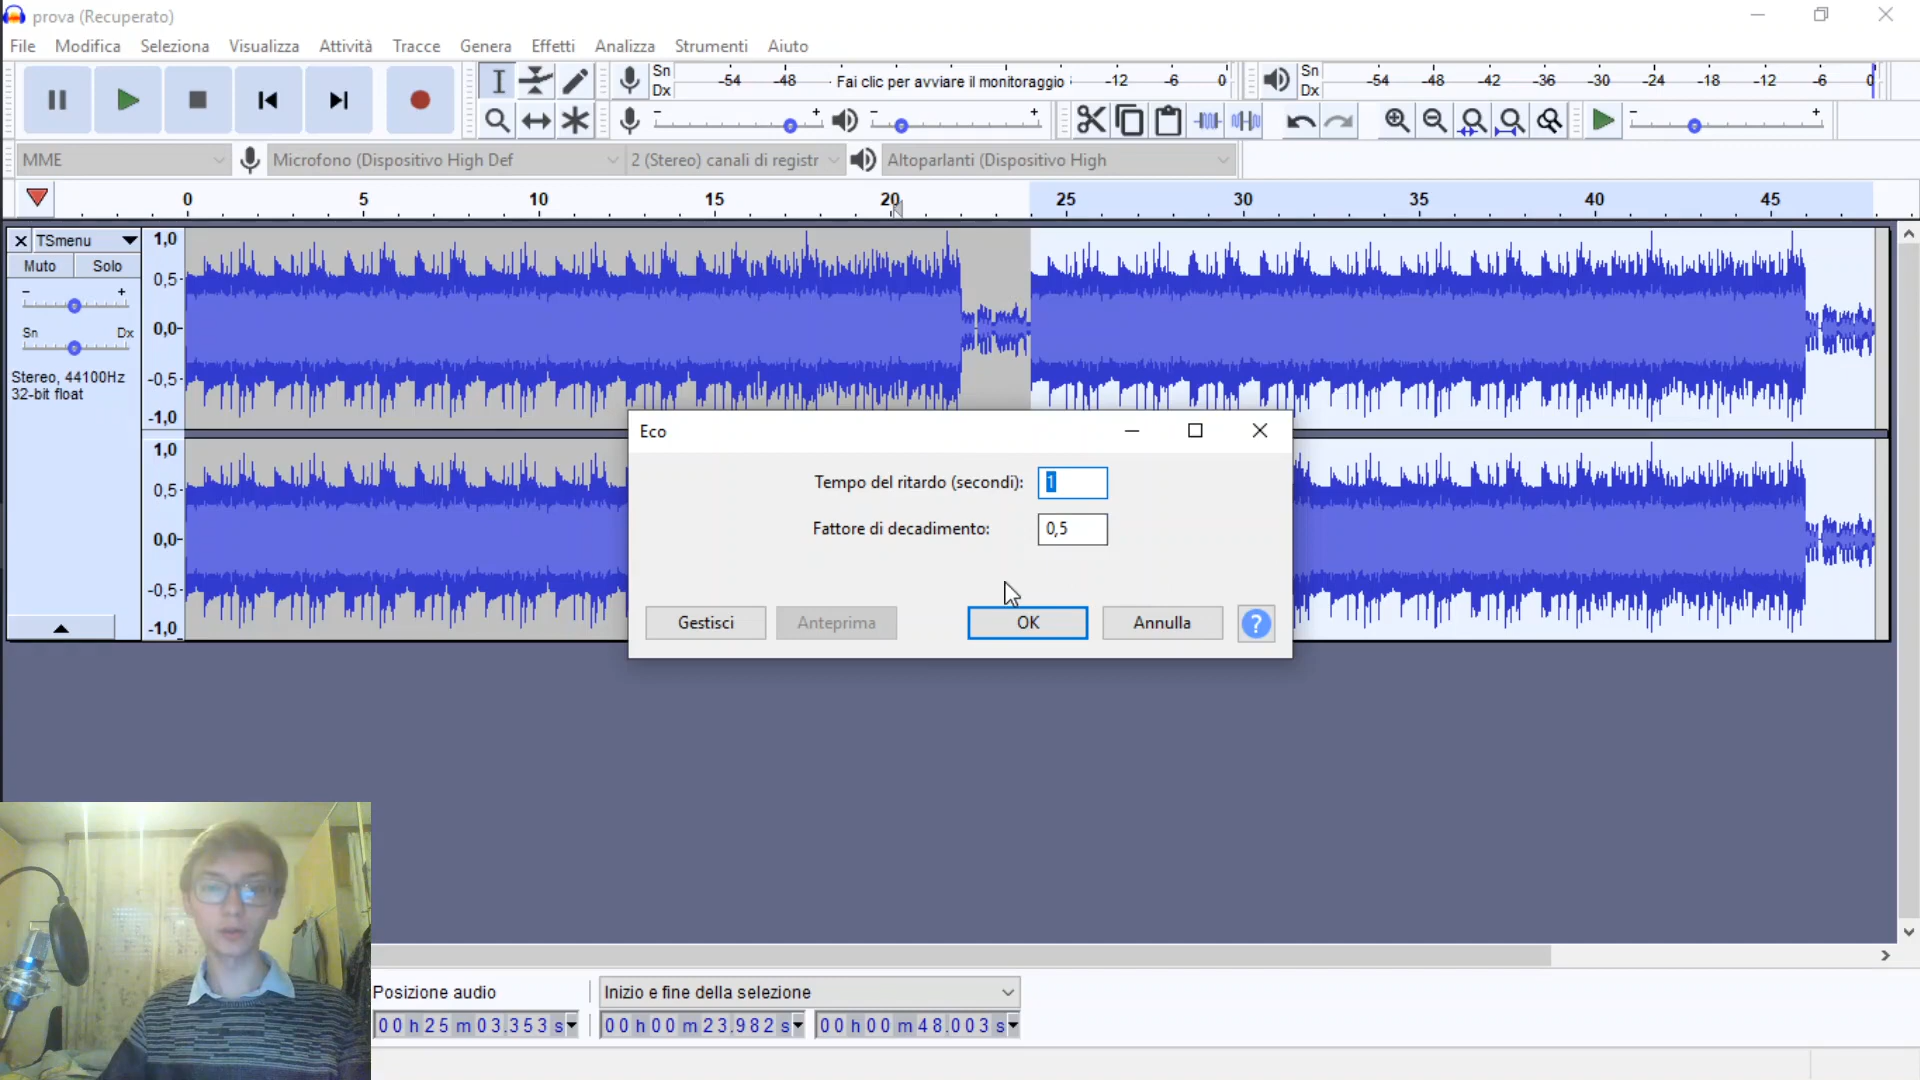 prova (Recuperato)
File Modifica Seleziona Visualizza Attività Tracce Genera Effetti Analizza Strumenti Aiuto
Sn -54 -48 Fai clic per avviare il monitoraggio -12 -6 0 Sn -54 -48 -42 -36 -30 -24 -18 -12 -6 0
Dx Dx
- + - + - +
MME Microfono (Dispositivo High Def 2 (Stereo) canali di registr Altoparlanti (Dispositivo High
0 5 10 15 20 25 30 35 40 45
TSmenu 1,0
Muto Solo
0,5-
- +
Sn Dx 0,0-
Stereo, 44100Hz -0,5-
32-bit float
-1,0
1,0
0,5-
0,0-
-0,5-
-1,0
Eco
Tempo del ritardo (secondi): 1
Fattore di decadimento: 0,5
Gestisci Anteprima OK Annulla ?
Posizione audio Inizio e fine della selezione
00 h 25 m 03.353 s 00 h 00 m 23.982 s 00 h 00 m 48.003 s